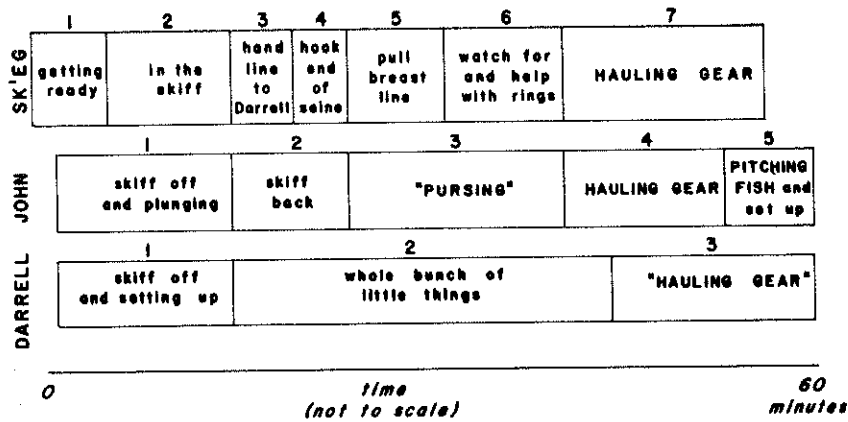 1 2 3 4 5 6 7
SK'EG
getting ready
in the skiff
hand line to Darrell
hook end of seine
pull breast line
watch for and help with rings
HAULING GEAR
1 2 3 4 5
JOHN
skiff off and plunging
skiff back
"PURSING"
HAULING GEAR
PITCHING FISH and set up
1 2 3
DARRELL
skiff off and setting up
whole bunch of little things
"HAULING GEAR"
0 time 60
(not to scale) minutes